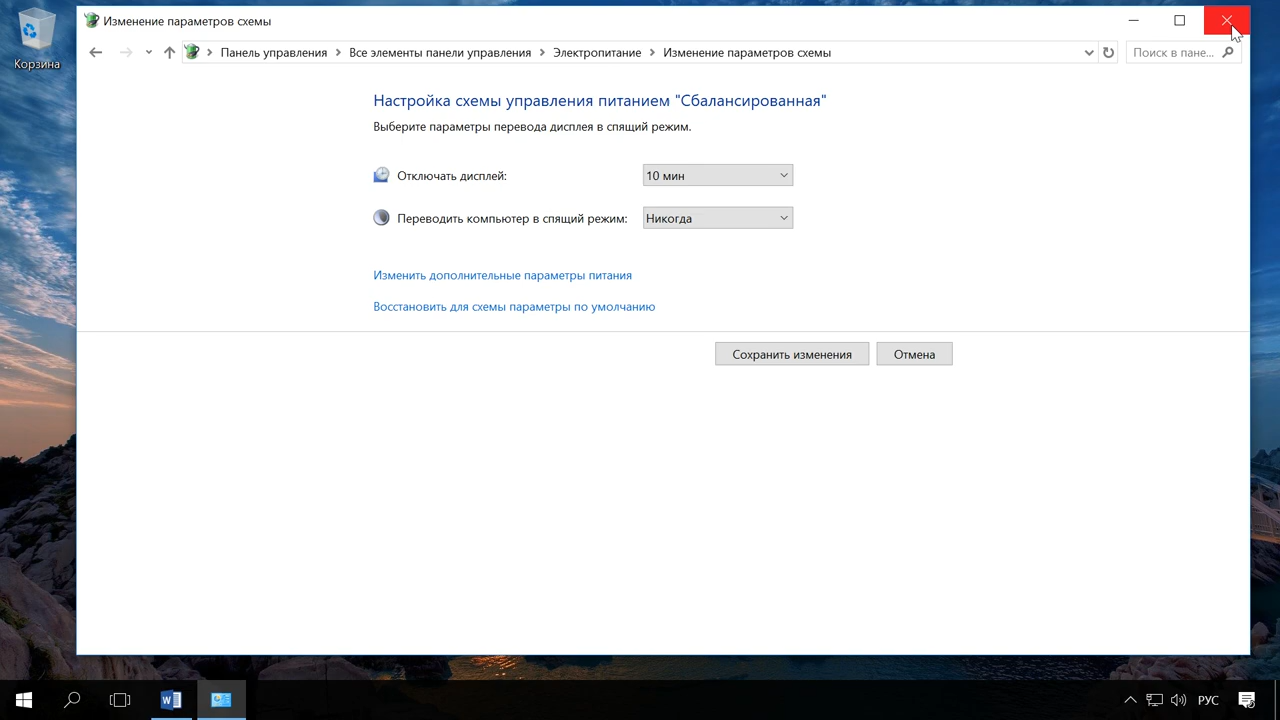 Корзина
Изменение параметров схемы
Панель управления > Все элементы панели управления > Электропитание > Изменение параметров схемы
Поиск в пане...
Настройка схемы управления питанием "Сбалансированная"
Выберите параметры перевода дисплея в спящий режим.
Отключать дисплей: 10 мин
Переводить компьютер в спящий режим: Никогда
Изменить дополнительные параметры питания
Восстановить для схемы параметры по умолчанию
Сохранить изменения Отмена
РУС